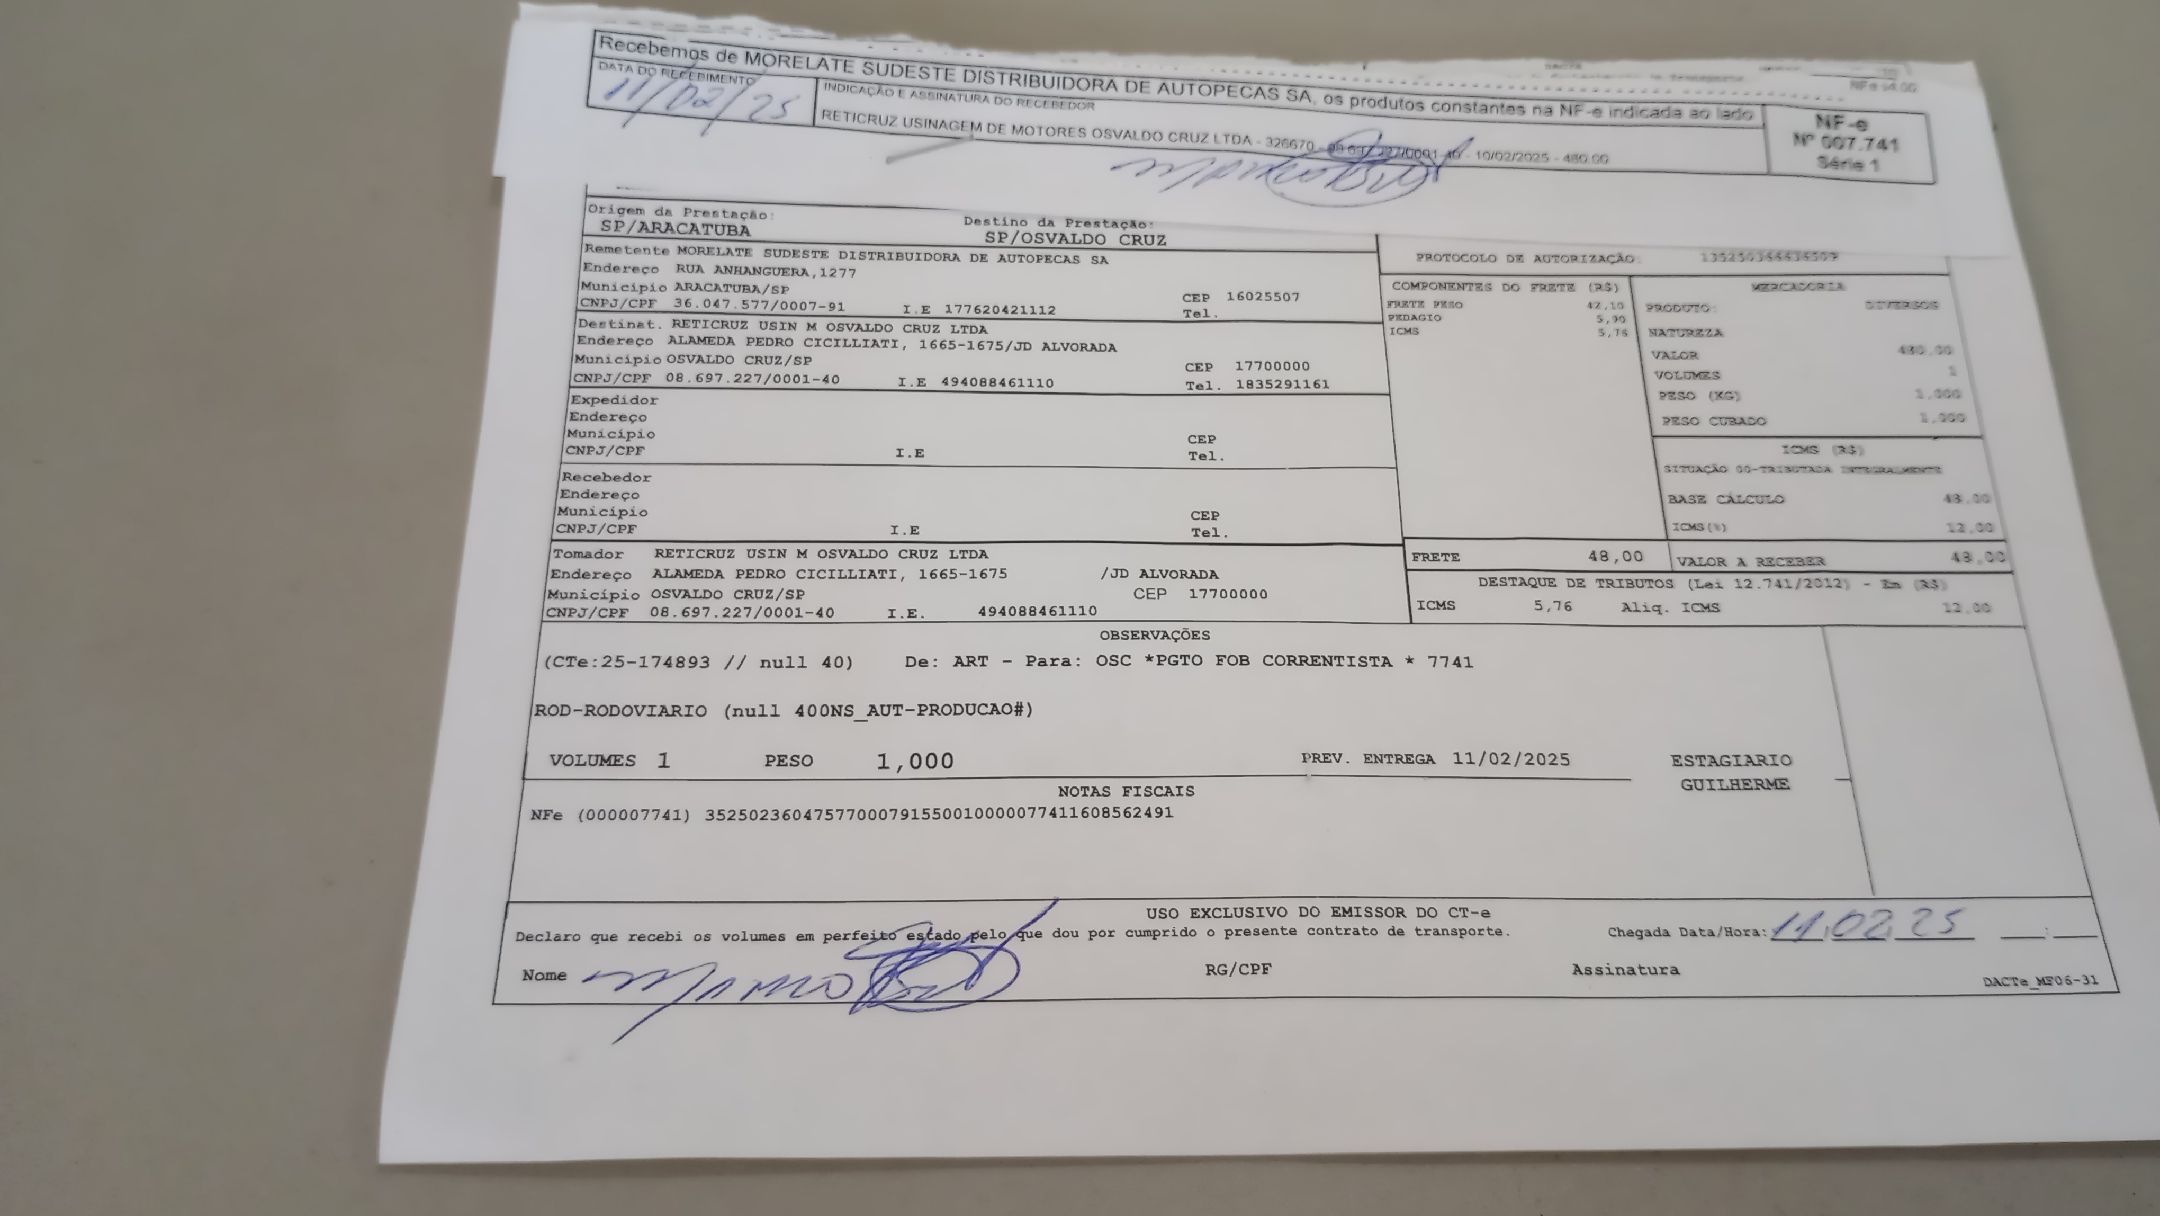 Recebemos de MORELATE SUDESTE DISTRIBUIDORA DE AUTOPECAS SA, os produtos constantes na NF-e indicada ao lado
DATA DO RECEBIMENTO
11/02/25
INDICAÇÃO E ASSINATURA DO RECEBEDOR
RETICRUZ USINAGEM DE MOTORES OSVALDO CRUZ LTDA - 326670 - 10/02/2025 - 480.00
NF-e
Nº 007.741
Série 1
Origem da Prestação:
SP/ARACATUBA
Destino da Prestação:
SP/OSVALDO CRUZ
Remetente MORELATE SUDESTE DISTRIBUIDORA DE AUTOPECAS SA
Endereço RUA ANHANGUERA,1277
Município ARACATUBA/SP CEP 16025507
CNPJ/CPF 36.047.577/0007-91 I.E 177620421112 Tel.
Destinat. RETICRUZ USIN M OSVALDO CRUZ LTDA
Endereço ALAMEDA PEDRO CICILLIATI, 1665-1675/JD ALVORADA
Município OSVALDO CRUZ/SP CEP 17700000
CNPJ/CPF 08.697.227/0001-40 I.E 494088461110 Tel. 1835291161
Expedidor
Endereço
Município CEP
CNPJ/CPF I.E Tel.
Recebedor
Endereço
Município CEP
CNPJ/CPF I.E Tel.
Tomador RETICRUZ USIN M OSVALDO CRUZ LTDA
Endereço ALAMEDA PEDRO CICILLIATI, 1665-1675 /JD ALVORADA
Município OSVALDO CRUZ/SP CEP 17700000
CNPJ/CPF 08.697.227/0001-40 I.E. 494088461110
PROTOCOLO DE AUTORIZAÇÃO:
COMPONENTES DO FRETE (R$)
FRETE PESO 42,10
PEDAGIO
ICMS 5,76
MERCADORIA
PRODUTO: DIVERSOS
NATUREZA
VALOR 480.00
VOLUMES 1
PESO (KG) 1,000
PESO CUBADO 1,000
ICMS (R$)
SITUAÇÃO 00-TRIBUTADA INTEGRALMENTE
BASE CÁLCULO 48.00
ICMS(%) 12.00
FRETE 48,00
VALOR A RECEBER 48.00
DESTAQUE DE TRIBUTOS (Lei 12.741/2012) - Em (R$)
ICMS 5,76 Aliq. ICMS 12.00
OBSERVAÇÕES
(CTe:25-174893 // null 40) De: ART - Para: OSC *PGTO FOB CORRENTISTA * 7741
ROD-RODOVIARIO (null 400NS_AUT-PRODUCAO#)
VOLUMES 1 PESO 1,000 PREV. ENTREGA 11/02/2025 ESTAGIARIO
GUILHERME
NOTAS FISCAIS
NFe (000007741) 35250236047577000791550010000077411608562491
USO EXCLUSIVO DO EMISSOR DO CT-e
Declaro que recebi os volumes em perfeito estado pelo que dou por cumprido o presente contrato de transporte. Chegada Data/Hora: 11,02,25 __:__
Nome RG/CPF Assinatura
DACTe_MF06-31